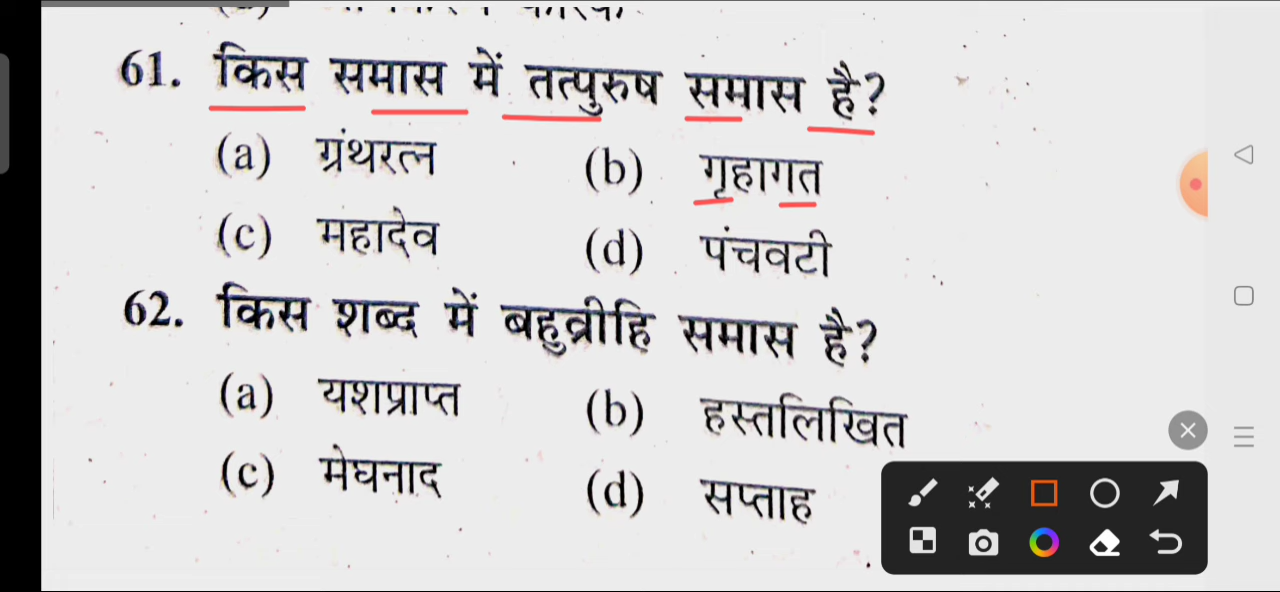 61. किस समास में तत्पुरुष समास है?
(a) ग्रंथरत्न (b) गृहागत
(c) महादेव (d) पंचवटी
62. किस शब्द में बहुव्रीहि समास है?
(a) यशप्राप्त (b) हस्तलिखित
(c) मेघनाद (d) सप्ताह